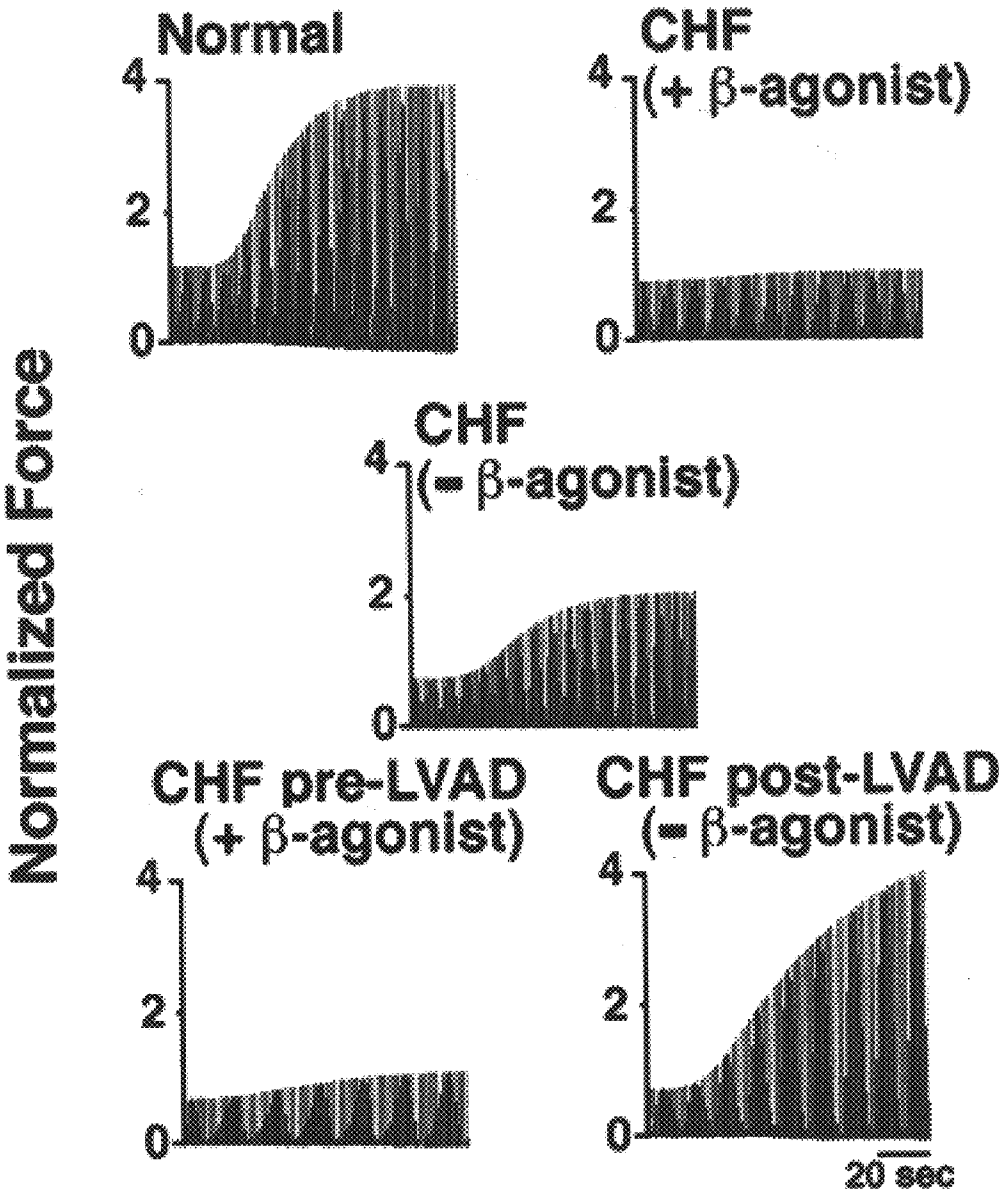 Normalized Force
Normal
4
2
0
CHF
(+ β-agonist)
4
2
0
CHF
(- β-agonist)
4
2
0
CHF pre-LVAD
(+ β-agonist)
4
2
0
CHF post-LVAD
(- β-agonist)
4
2
0
20 sec